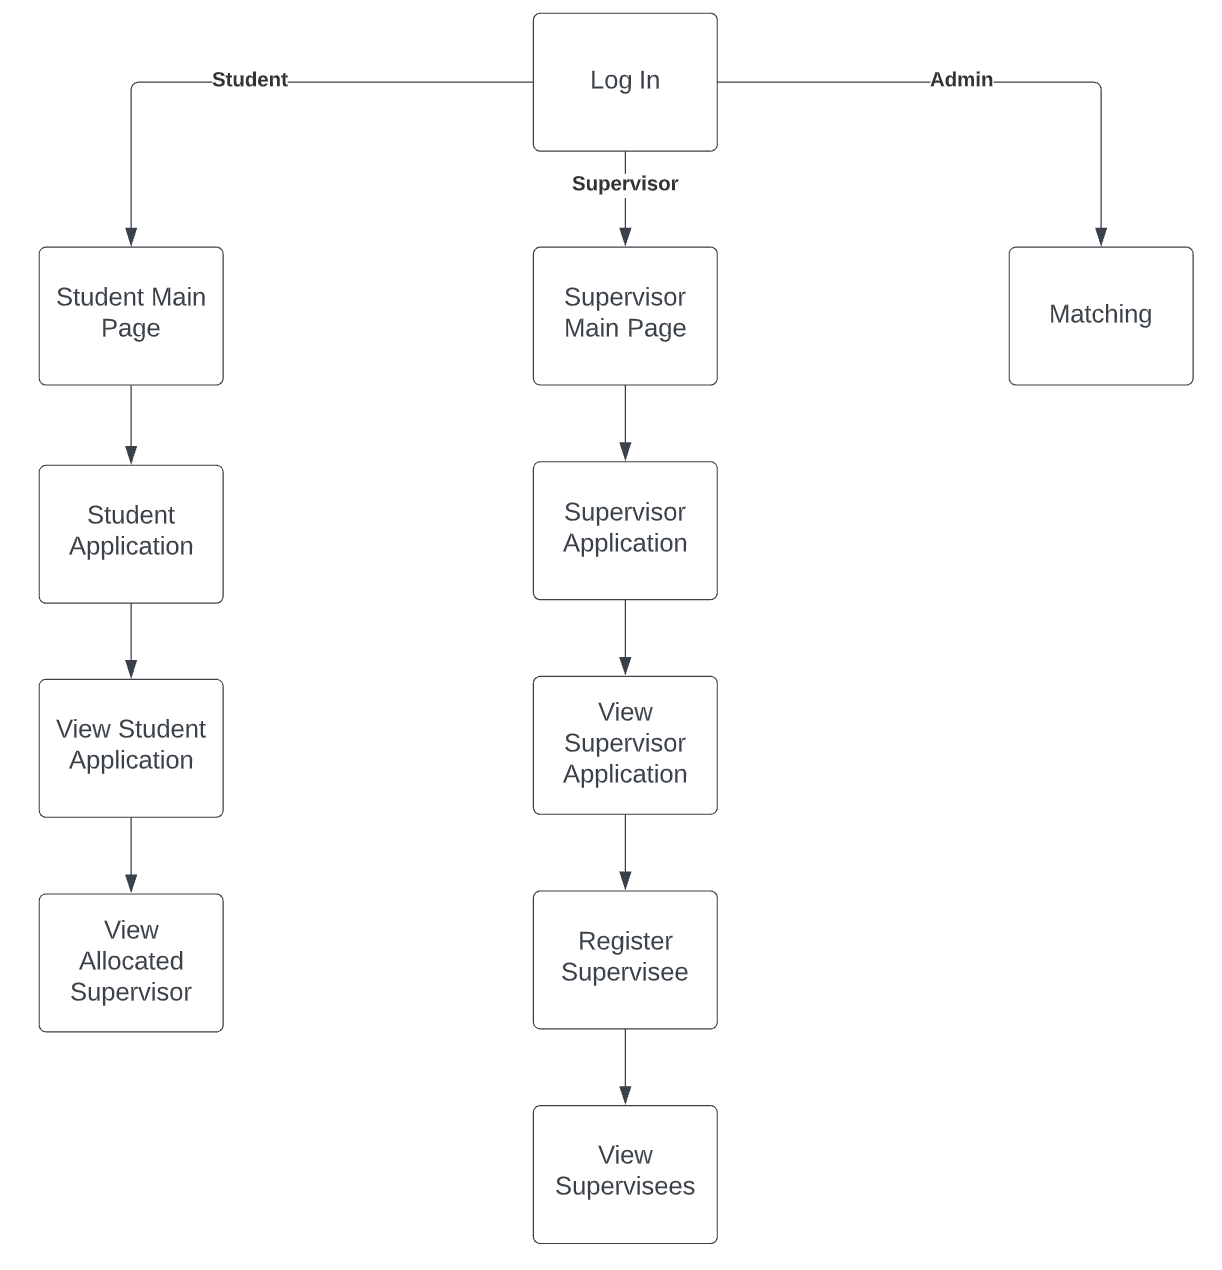 Log In
Student
Admin
Supervisor
Student Main
Page
Supervisor
Main Page
Matching
Student
Application
Supervisor
Application
View Student
Application
View
Supervisor
Application
View
Allocated
Supervisor
Register
Supervisee
View
Supervisees